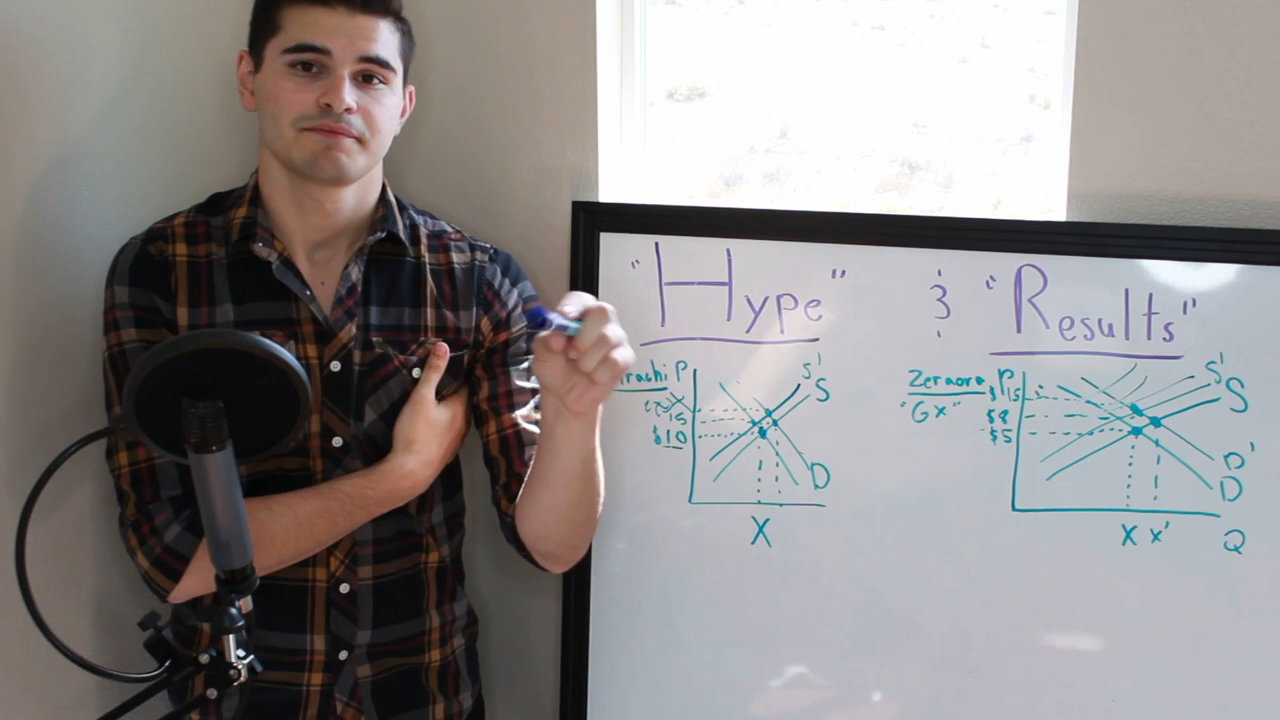 "Hype" & "Results"
P
15
$10
S'
S
D
X
Zeraora
"GX"
P
$15
$8
$5
S'
S
D'
D
X X' Q